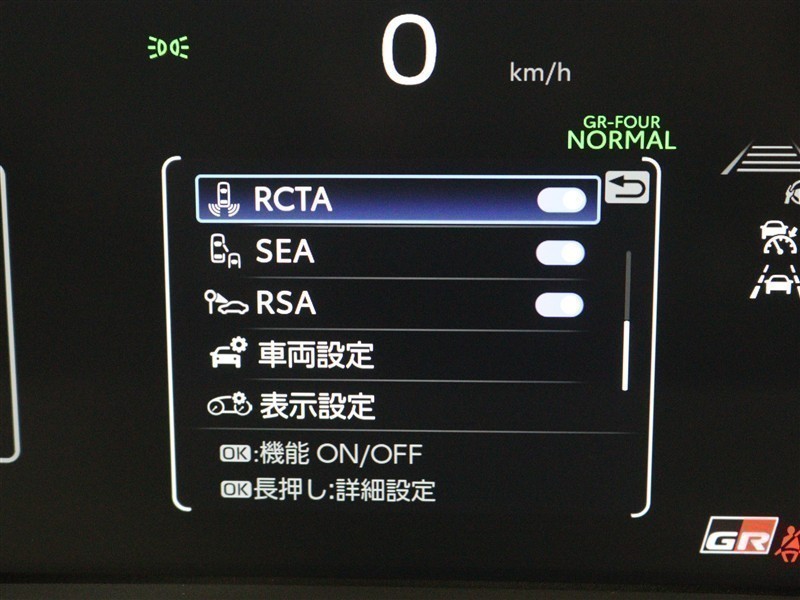 0
km/h
GR-FOUR
NORMAL
RCTA
SEA
RSA
車両設定
表示設定
OK:機能 ON/OFF
OK長押し:詳細設定
GR